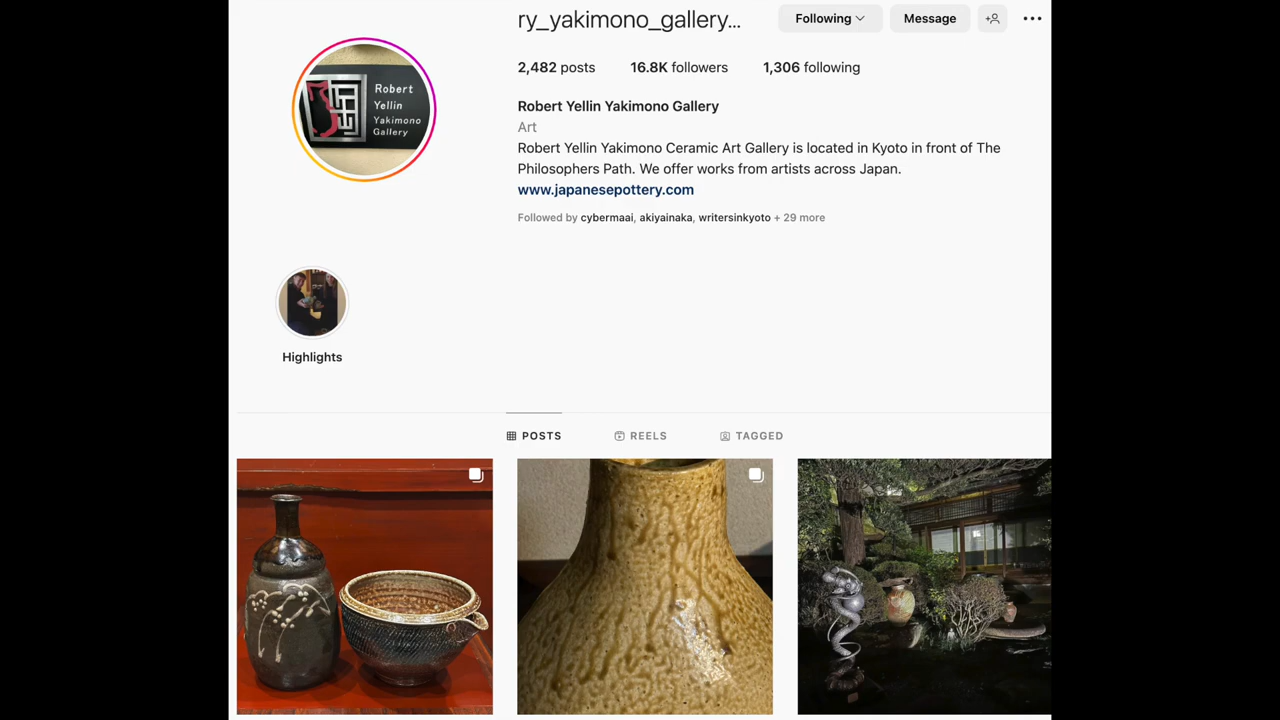 ry_yakimono_gallery...
Following
Message
2,482 posts
16.8K followers
1,306 following
Robert
Yellin
Yakimono
Gallery
Robert Yellin Yakimono Gallery
Art
Robert Yellin Yakimono Ceramic Art Gallery is located in Kyoto in front of The
Philosophers Path. We offer works from artists across Japan.
www.japanesepottery.com
Followed by cybermaai, akiyainaka, writersinkyoto + 29 more
Highlights
POSTS
REELS
TAGGED